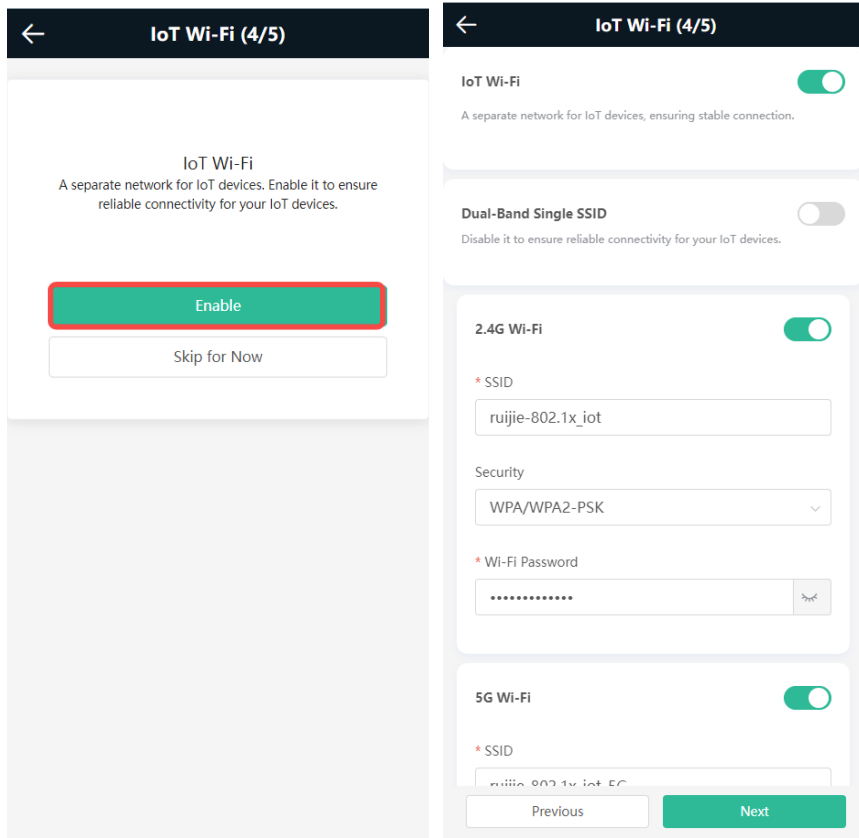 IoT Wi-Fi (4/5)
IoT Wi-Fi
A separate network for IoT devices. Enable it to ensure
reliable connectivity for your IoT devices.
Enable
Skip for Now
IoT Wi-Fi (4/5)
IoT Wi-Fi
A separate network for IoT devices, ensuring stable connection.
Dual-Band Single SSID
Disable it to ensure reliable connectivity for your IoT devices.
2.4G Wi-Fi
* SSID
ruijie-802.1x_iot
Security
WPA/WPA2-PSK
* Wi-Fi Password
•••••••••••••
5G Wi-Fi
* SSID
ruijie-802.1x_iot_5G
Previous
Next